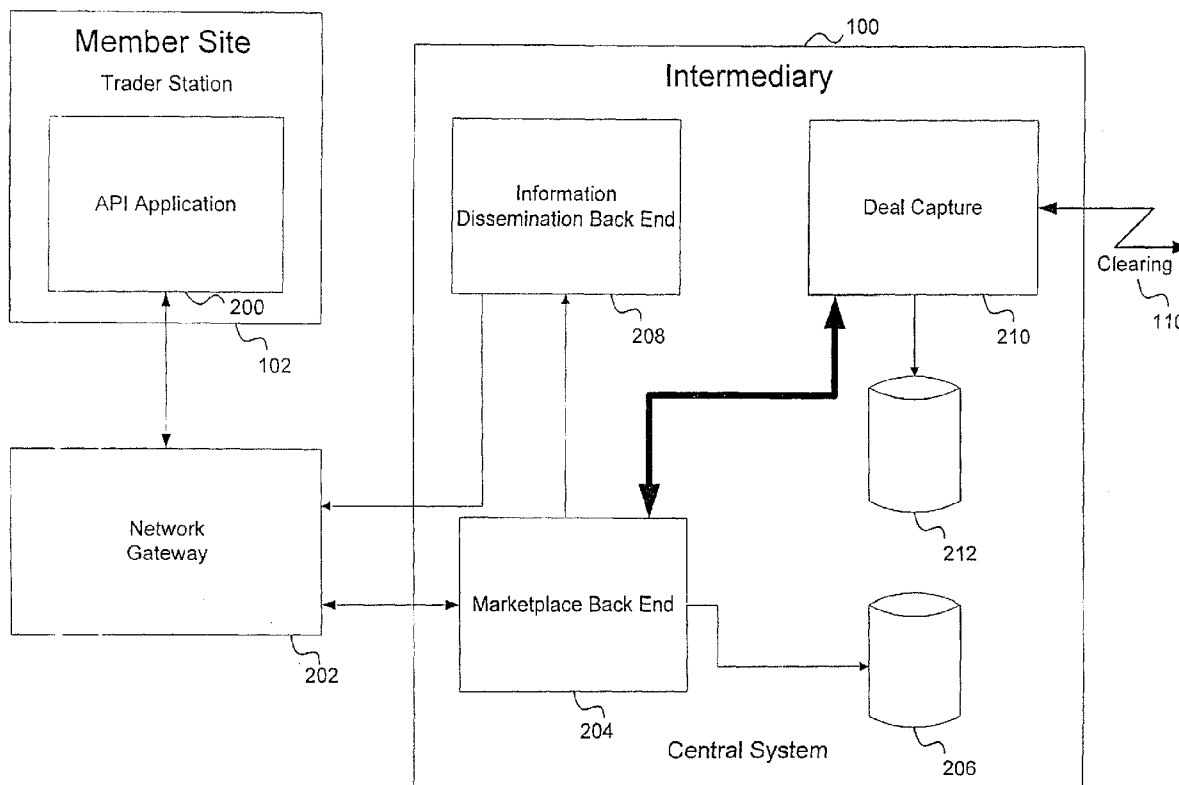 Member Site
Trader Station
API Application
200
102
100
Intermediary
Information
Dissemination Back End
208
Deal Capture
210
Clearing
110
212
Network
Gateway
202
Marketplace Back End
204
206
Central System